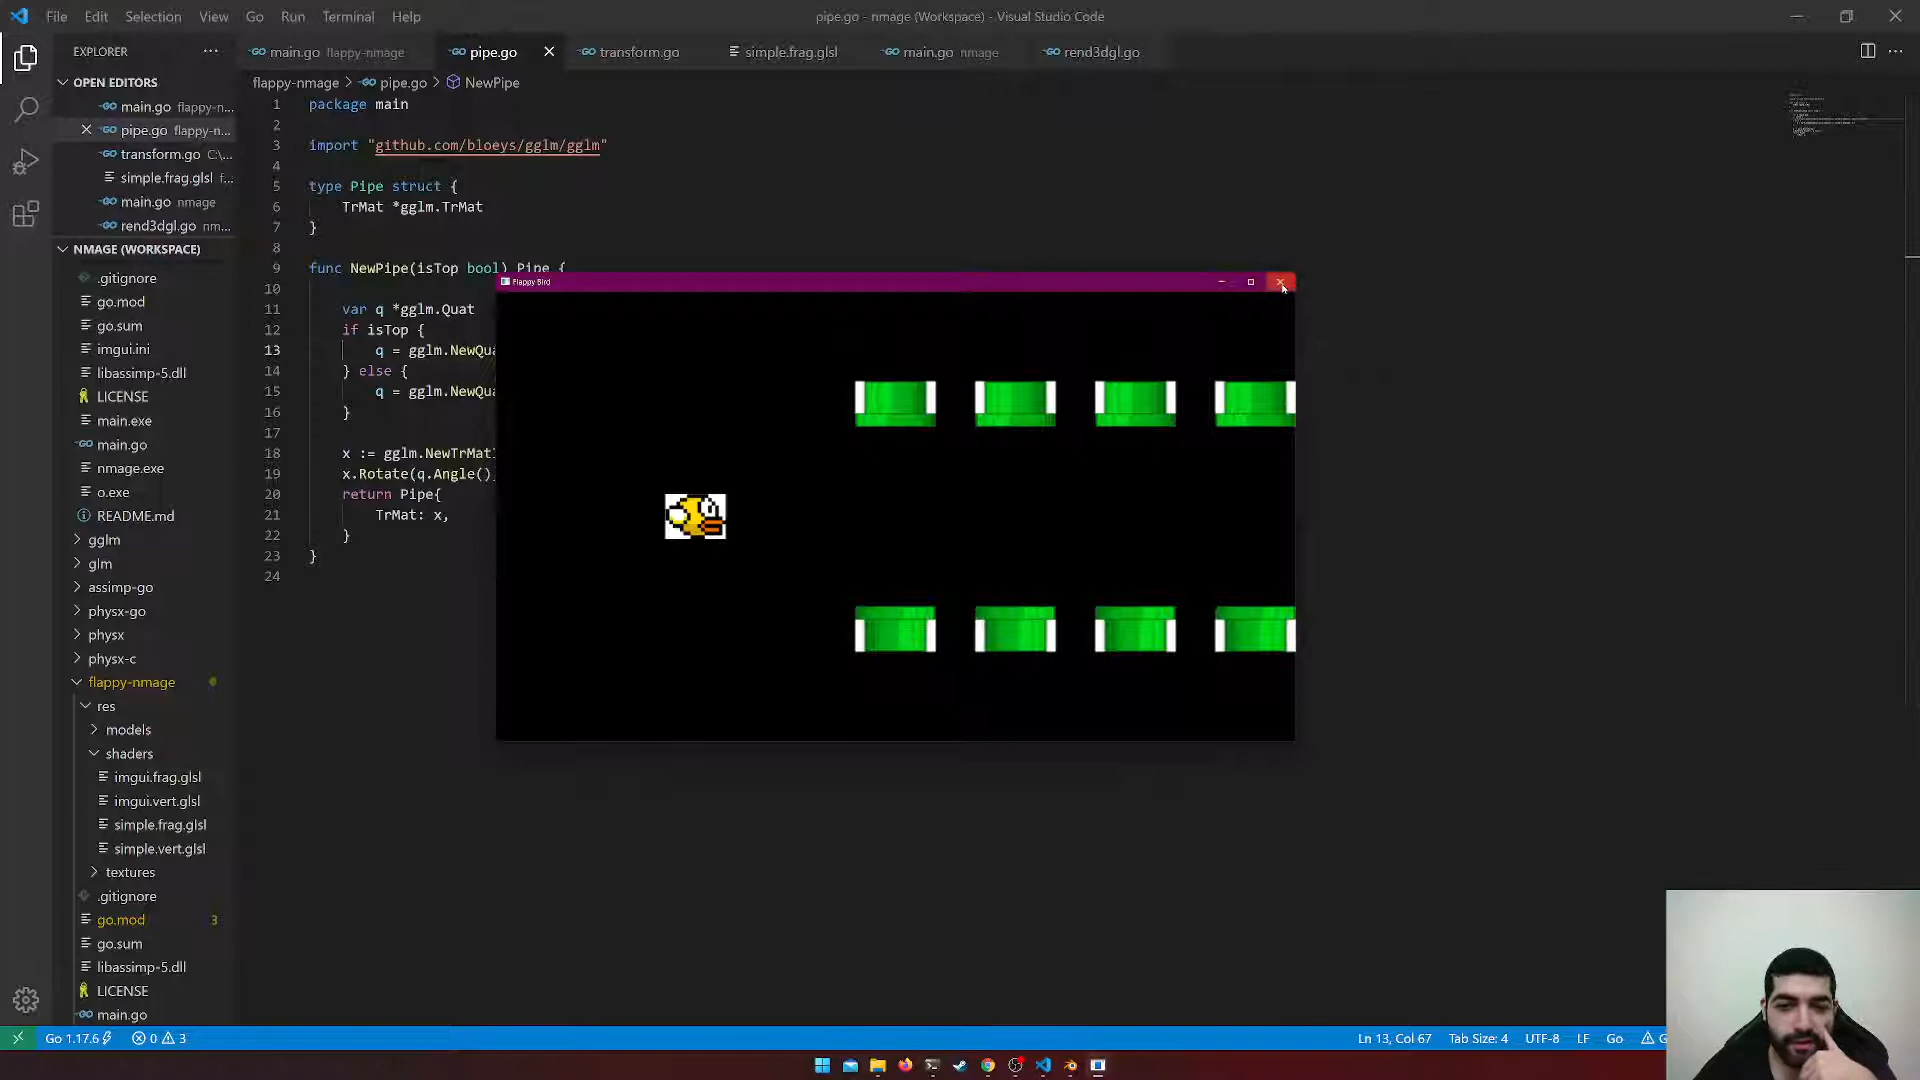 File Edit Selection View Go Run Terminal Help
pipe.go - nmage (Workspace) - Visual Studio Code
EXPLORER
OPEN EDITORS
main.go flappy-n...
pipe.go flappy-n...
transform.go C:\...
simple.frag.glsl f...
main.go nmage
rend3dgl.go nm...
NMAGE (WORKSPACE)
.gitignore
go.mod
go.sum
imgui.ini
libassimp-5.dll
LICENSE
main.exe
main.go
nmage.exe
o.exe
README.md
gglm
glm
assimp-go
physx-go
physx
physx-c
flappy-nmage
res
models
shaders
imgui.frag.glsl
imgui.vert.glsl
simple.frag.glsl
simple.vert.glsl
textures
.gitignore
go.mod 3
go.sum
libassimp-5.dll
LICENSE
main.go
main.go flappy-nmage
pipe.go
transform.go
simple.frag.glsl
main.go nmage
rend3dgl.go
flappy-nmage > pipe.go > NewPipe
1 package main
2
3 import "github.com/bloeys/gglm/gglm"
4
5 type Pipe struct {
6 TrMat *gglm.TrMat
7 }
8
9 func NewPipe(isTop bool) Pipe {
10
11 var q *gglm.Quat
12 if isTop {
13 q = gglm.NewQua
14 } else {
15 q = gglm.NewQua
16 }
17
18 x := gglm.NewTrMatI
19 x.Rotate(q.Angle()
20 return Pipe{
21 TrMat: x,
22 }
23 }
24
Flappy Bird
Go 1.17.6
0 3
Ln 13, Col 67
Tab Size: 4
UTF-8
LF
Go